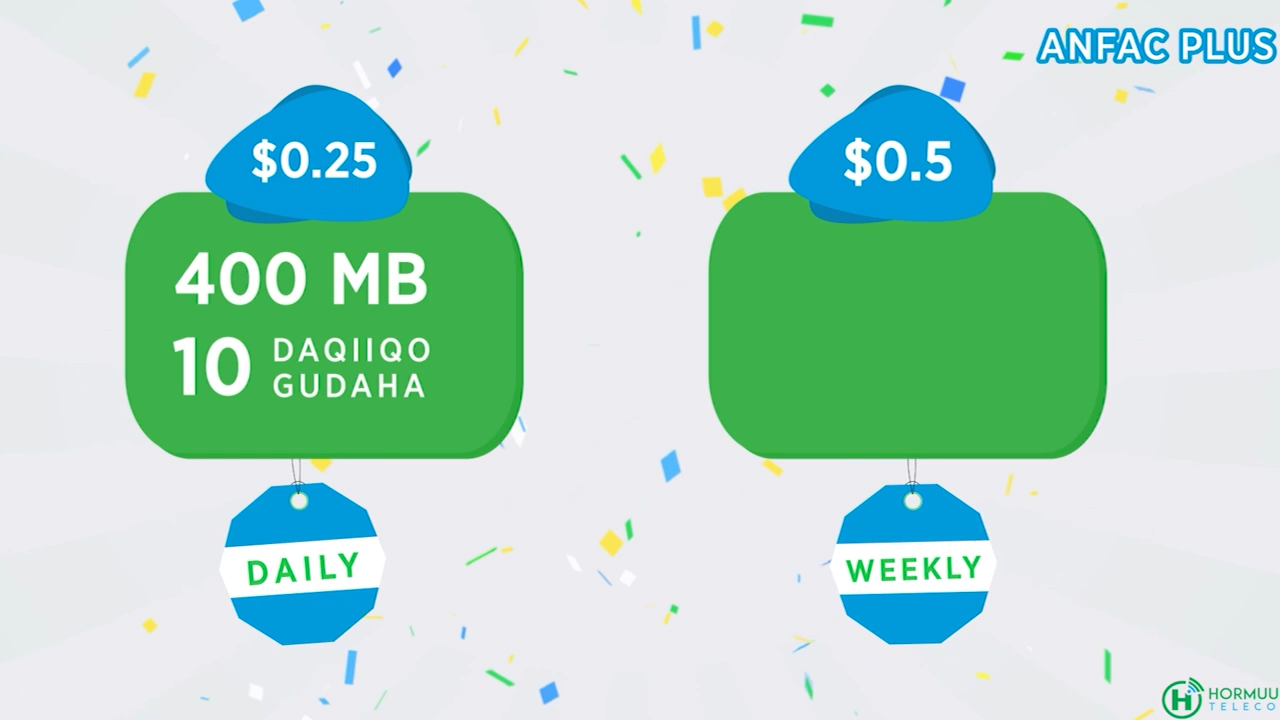 ANFAC PLUS
$0.25
400 MB
10 DAQIIQO
GUDAHA
DAILY
$0.5
WEEKLY
HORMUU
TELECO